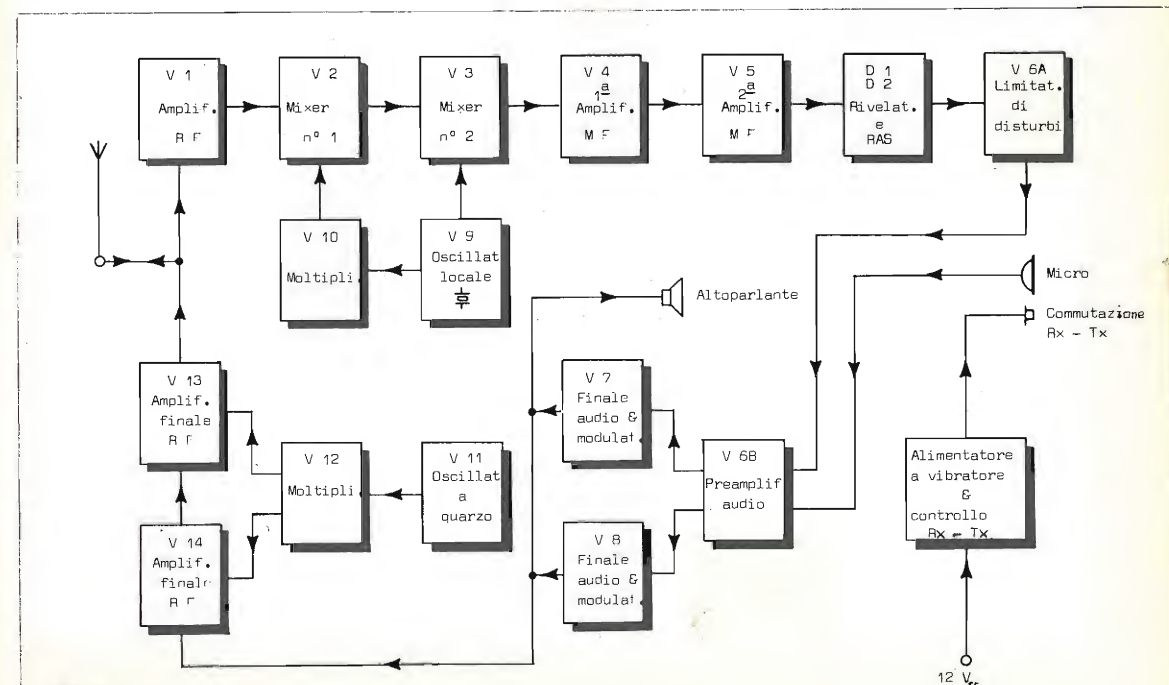 V 1
Amplif.
R F
V 2
Mixer
n° 1
V 3
Mixer
n° 2
V 4
1ª
Amplif.
M F
V 5
2ª
Amplif.
M F
D 1
D 2
Rivelat.
e
RAS
V 6A
Limitat.
di
disturbi
V 10
Moltipli.
V 9
Oscillat
locale
Altoparlante
Micro
Commutazione
Rx - Tx
V 13
Amplif.
finale
R F
V 12
Moltipli.
V 11
Oscillat
a
quarzo
V 7
Finale
audio &
modulat.
V 6B
Preamplif
audio
Alimentatore
a vibratore
&
controllo
Rx - Tx
V 14
Amplif.
finale
R F
V 8
Finale
audio &
modulat.
12 Vcc